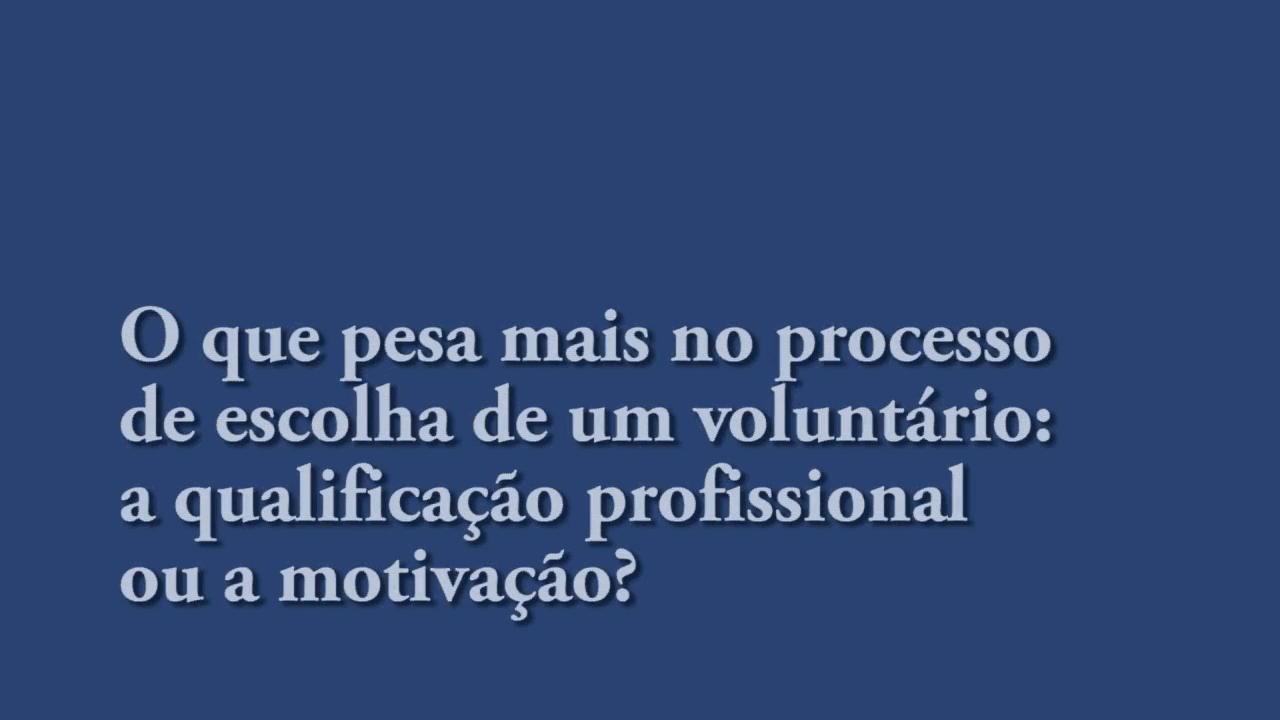 O que pesa mais no processo
de escolha de um voluntário:
a qualificação profissional
ou a motivação?